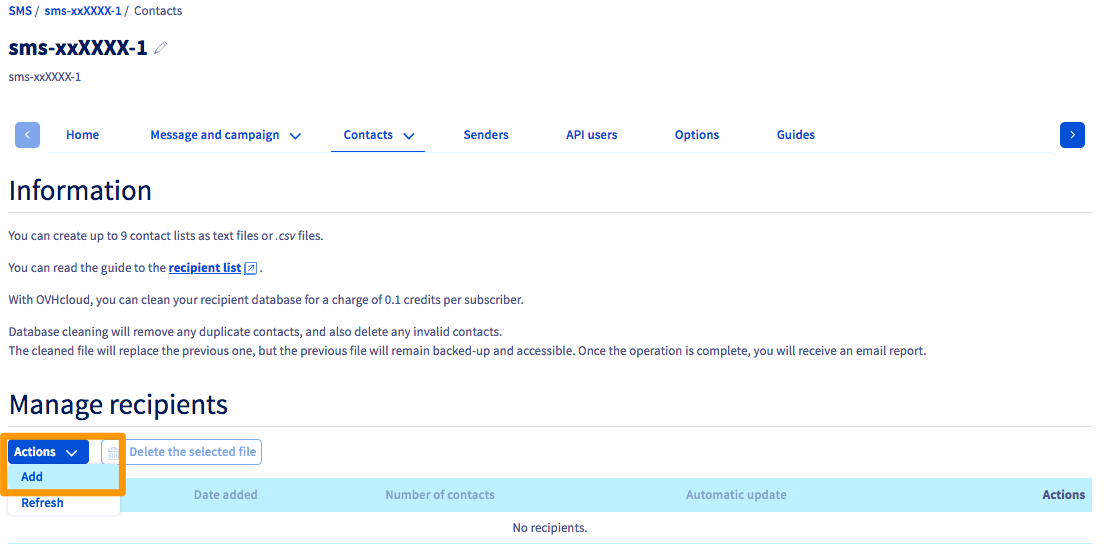 SMS / sms-xxXXXX-1 / Contacts
sms-xxXXXX-1
sms-xxXXXX-1
Home Message and campaign Contacts Senders API users Options Guides
Information
You can create up to 9 contact lists as text files or .csv files.
You can read the guide to the recipient list .
With OVHcloud, you can clean your recipient database for a charge of 0.1 credits per subscriber.
Database cleaning will remove any duplicate contacts, and also delete any invalid contacts.
The cleaned file will replace the previous one, but the previous file will remain backed-up and accessible. Once the operation is complete, you will receive an email report.
Manage recipients
Actions Delete the selected file
Add
Refresh
Date added Number of contacts Automatic update Actions
No recipients.